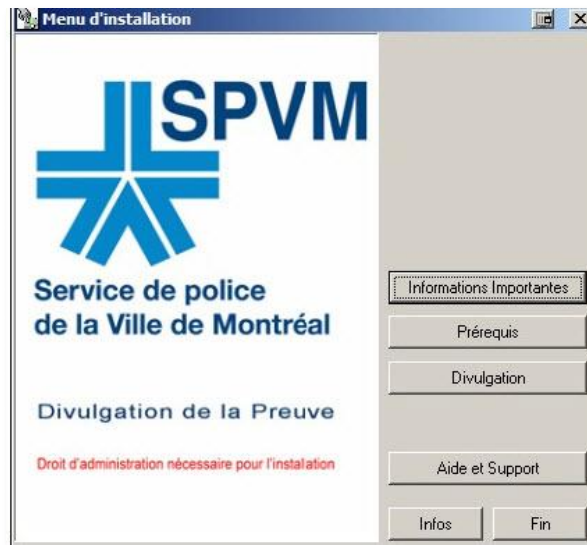 Menu d'installation
SPVM
Service de police
de la Ville de Montréal
Divulgation de la Preuve
Droit d'administration nécessaire pour l'instalation
Informations Importantes
Prérequis
Divulgation
Aide et Support
Infos
Fin